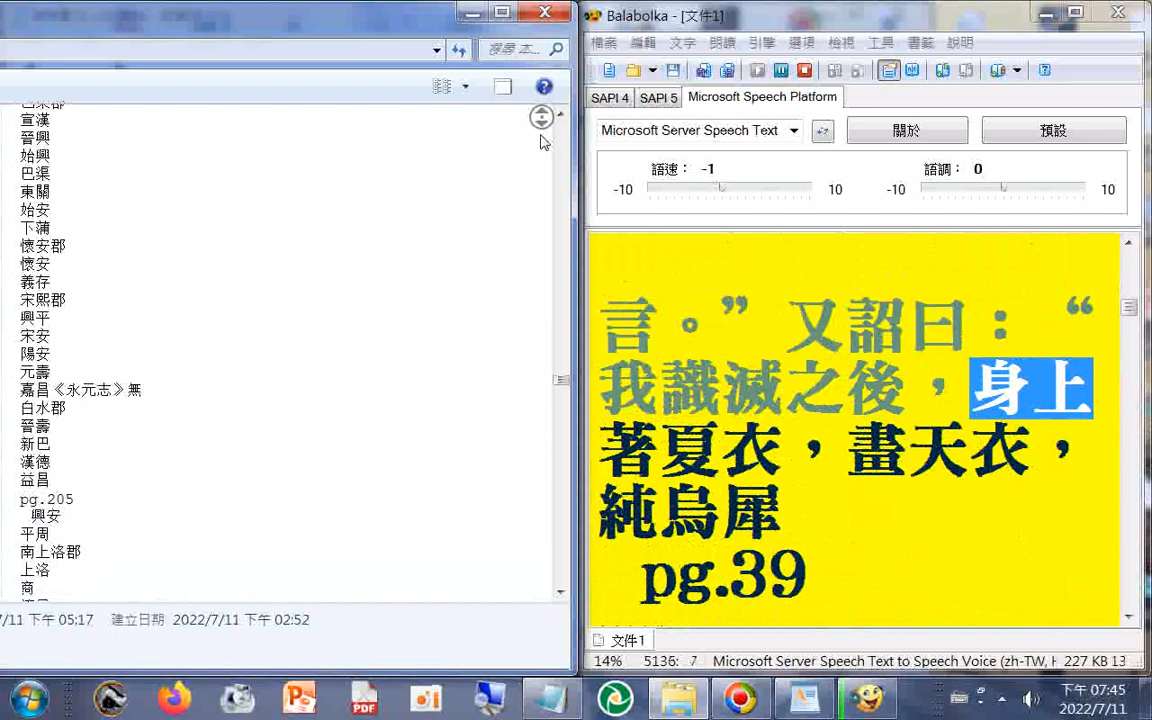 搜尋 本...
宣漢
晉興
始興
巴渠
東關
始安
下蒲
懷安郡
懷安
義存
宋熙郡
興平
宋安
陽安
元壽
嘉昌《永元志》無
白水郡
晉壽
新巴
漢德
益昌
pg.205
興安
平周
南上洛郡
上洛
商
/11 下午 05:17 建立日期 2022/7/11 下午 02:52
Balabolka - [文件1]
檔案 編輯 文字 朗讀 引擎 選項 檢視 工具 書籤 說明
SAPI 4 SAPI 5 Microsoft Speech Platform
Microsoft Server Speech Text 關於 預設
語速： -1 語調： 0
-10 10 -10 10
言。”又詔曰：“
我識滅之後，身上
著夏衣，畫天衣，
純烏犀
pg.39
文件1
14% 5136: 7 Microsoft Server Speech Text to Speech Voice (zh-TW, H 227 KB 13
下午 07:45
2022/7/11